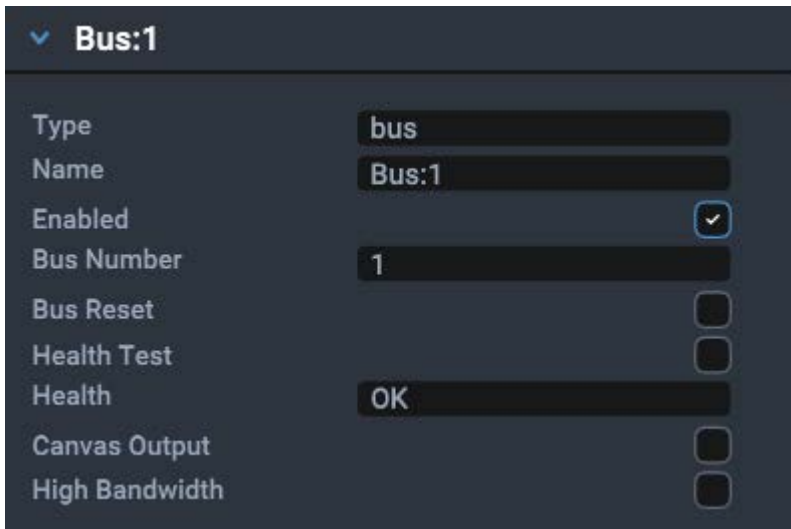 Bus:1
Type bus
Name Bus:1
Enabled
Bus Number 1
Bus Reset
Health Test
Health OK
Canvas Output
High Bandwidth